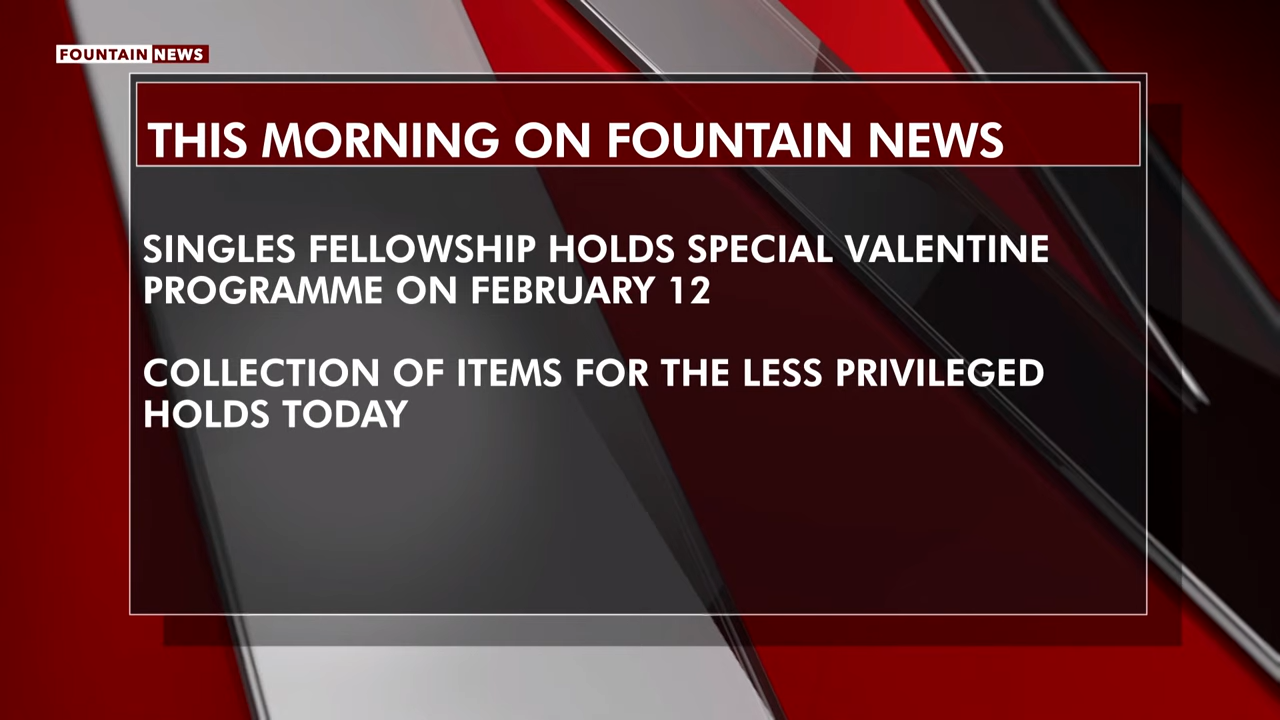 FOUNTAIN NEWS
THIS MORNING ON FOUNTAIN NEWS
SINGLES FELLOWSHIP HOLDS SPECIAL VALENTINE
PROGRAMME ON FEBRUARY 12
COLLECTION OF ITEMS FOR THE LESS PRIVILEGED
HOLDS TODAY